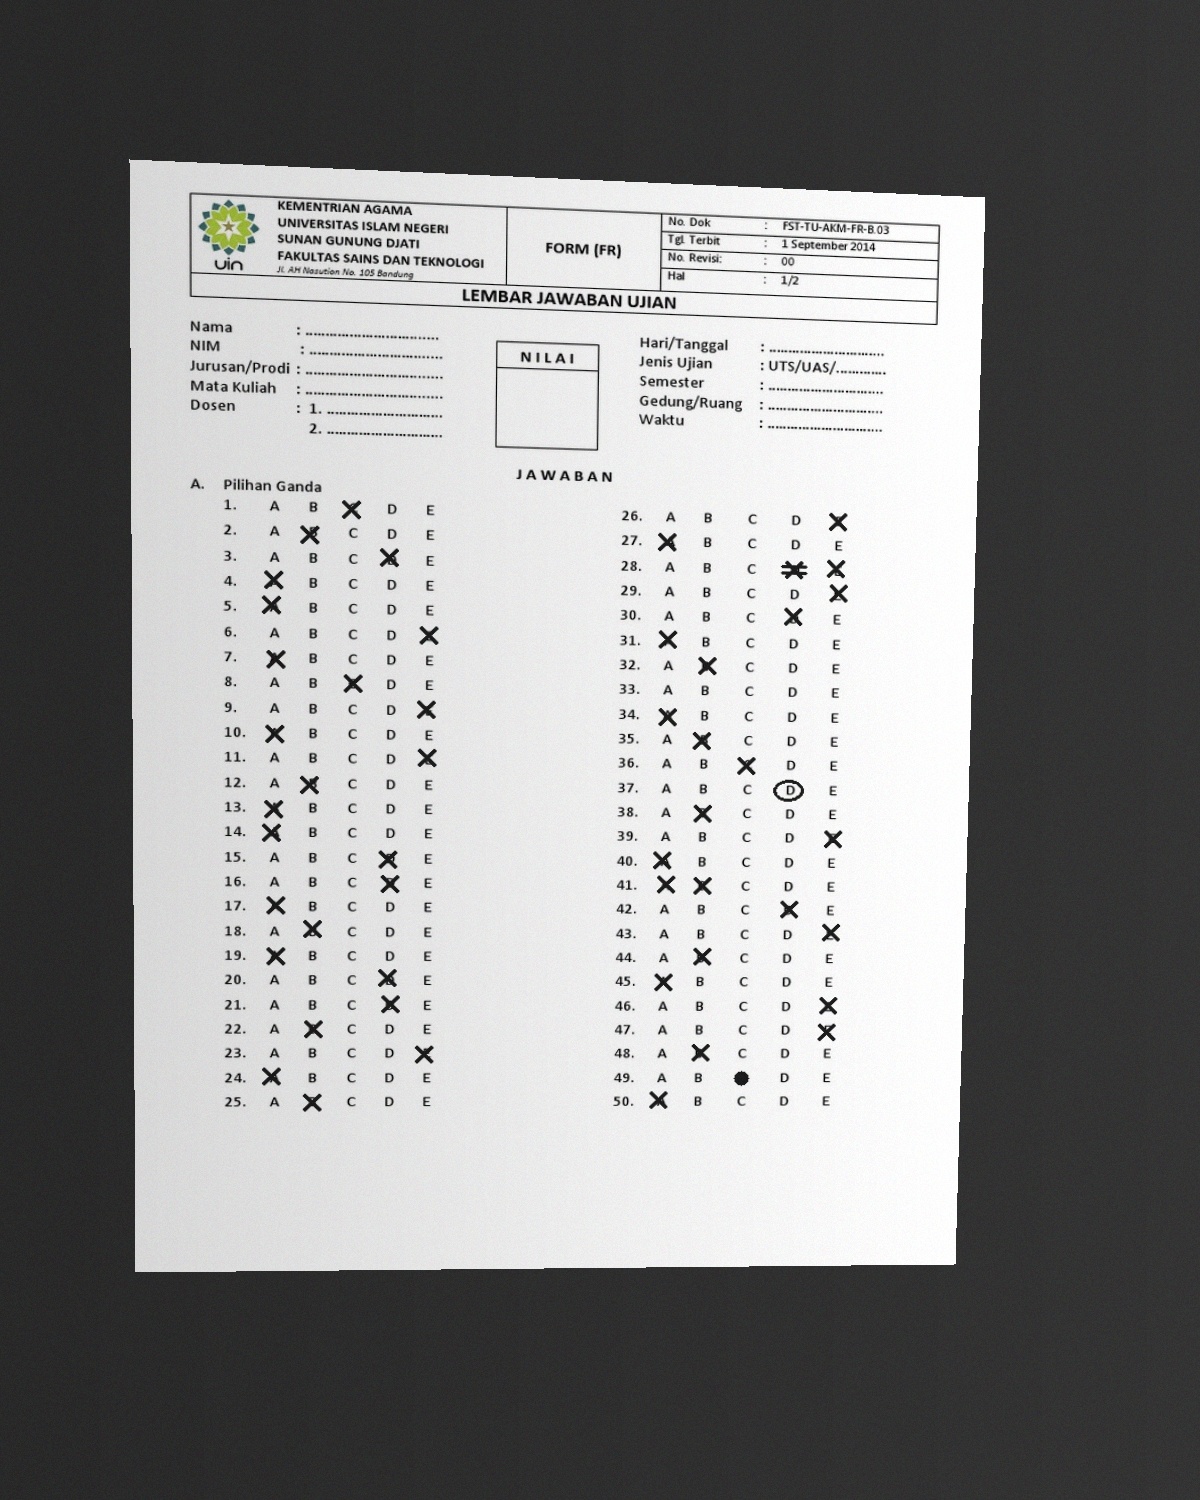 uin
KEMENTRIAN AGAMA
UNIVERSITAS ISLAM NEGERI
SUNAN GUNUNG DJATI
FAKULTAS SAINS DAN TEKNOLOGI
Jl. AH Nasution No. 105 Bandung
FORM (FR)
No. Dok : FST-TU-AKM-FR-B.03
Tgl. Terbit : 1 September 2014
No. Revisi: : 00
Hal : 1/2
LEMBAR JAWABAN UJIAN
Nama : ..................................
NIM : ..................................
Jurusan/Prodi : ..................................
Mata Kuliah : ..................................
Dosen : 1. .............................
2. .............................
N I L A I
Hari/Tanggal : .............................
Jenis Ujian : UTS/UAS/.............
Semester : .............................
Gedung/Ruang : .............................
Waktu : .............................
J A W A B A N
A. Pilihan Ganda
1. A B C D E
2. A B C D E
3. A B C D E
4. A B C D E
5. A B C D E
6. A B C D E
7. A B C D E
8. A B C D E
9. A B C D E
10. A B C D E
11. A B C D E
12. A B C D E
13. A B C D E
14. A B C D E
15. A B C D E
16. A B C D E
17. A B C D E
18. A B C D E
19. A B C D E
20. A B C D E
21. A B C D E
22. A B C D E
23. A B C D E
24. A B C D E
25. A B C D E
26. A B C D E
27. A B C D E
28. A B C D E
29. A B C D E
30. A B C D E
31. A B C D E
32. A B C D E
33. A B C D E
34. A B C D E
35. A B C D E
36. A B C D E
37. A B C D E
38. A B C D E
39. A B C D E
40. A B C D E
41. A B C D E
42. A B C D E
43. A B C D E
44. A B C D E
45. A B C D E
46. A B C D E
47. A B C D E
48. A B C D E
49. A B D E
50. A B C D E